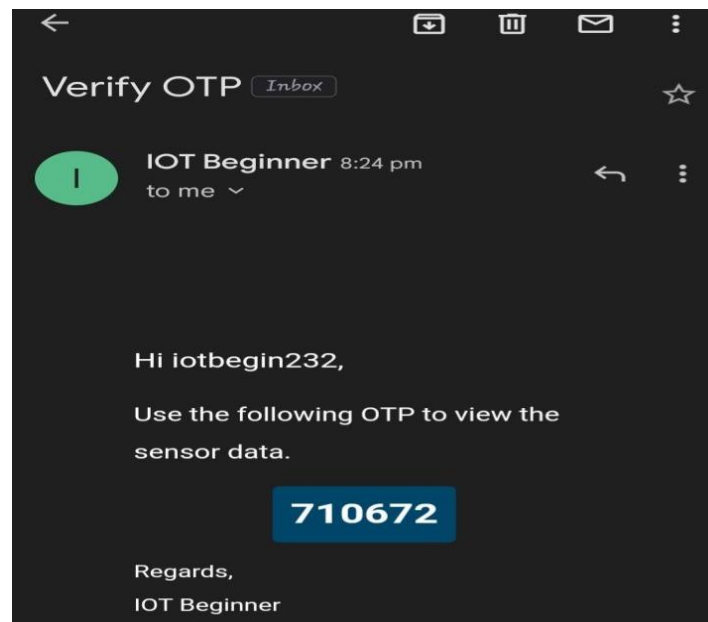 Verify OTP Inbox
I
IOT Beginner 8:24 pm
to me
Hi iotbegin232,
Use the following OTP to view the
sensor data.
710672
Regards,
IOT Beginner